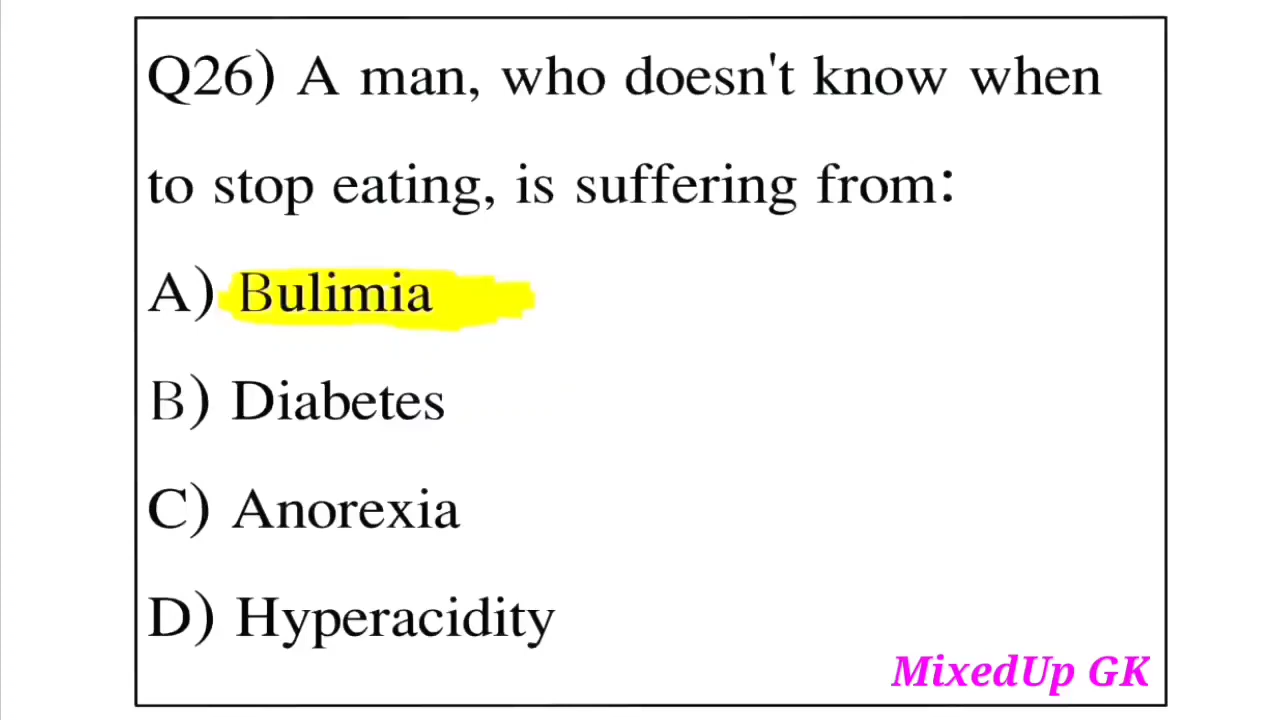 Q26) A man, who doesn't know when
to stop eating, is suffering from:
A) Bulimia
B) Diabetes
C) Anorexia
D) Hyperacidity
MixedUp GK